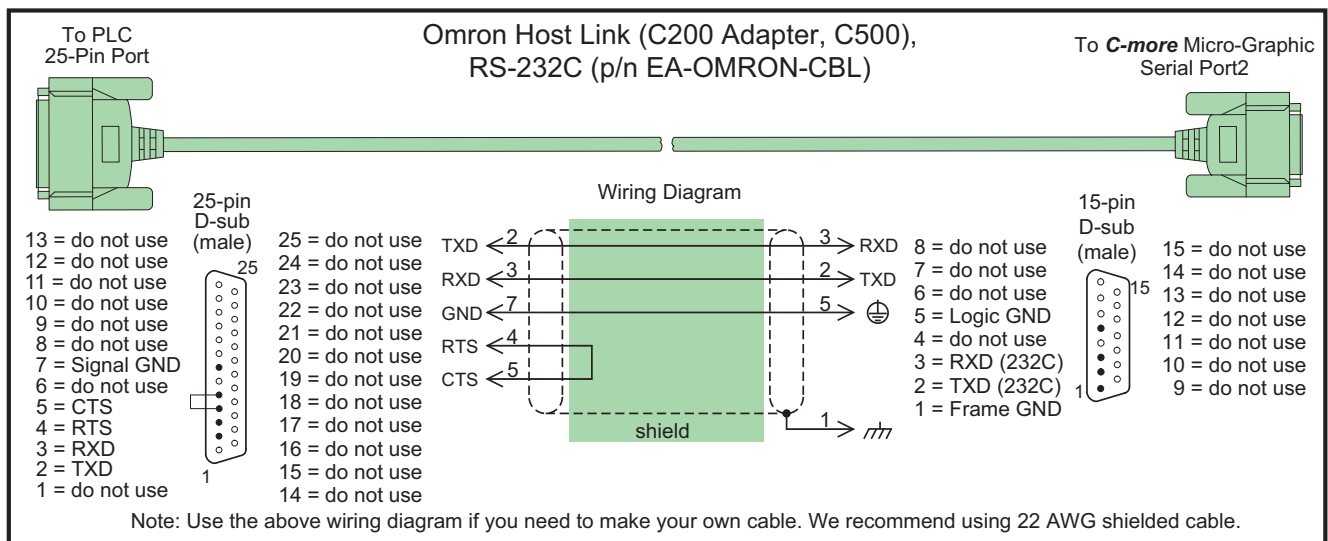 To PLC
25-Pin Port
Omron Host Link (C200 Adapter, C500),
RS-232C (p/n EA-OMRON-CBL)
To C-more Micro-Graphic
Serial Port2
25-pin
D-sub
(male)
13 = do not use
12 = do not use
11 = do not use
10 = do not use
9 = do not use
8 = do not use
7 = Signal GND
6 = do not use
5 = CTS
4 = RTS
3 = RXD
2 = TXD
1 = do not use
25
1
25 = do not use
24 = do not use
23 = do not use
22 = do not use
21 = do not use
20 = do not use
19 = do not use
18 = do not use
17 = do not use
16 = do not use
15 = do not use
14 = do not use
Wiring Diagram
TXD 2 3 RXD
RXD 3 2 TXD
GND 7 5
RTS 4
CTS 5
1
shield
15-pin
D-sub
(male)
8 = do not use
7 = do not use
6 = do not use
5 = Logic GND
4 = do not use
3 = RXD (232C)
2 = TXD (232C)
1 = Frame GND
15
1
15 = do not use
14 = do not use
13 = do not use
12 = do not use
11 = do not use
10 = do not use
9 = do not use
Note: Use the above wiring diagram if you need to make your own cable. We recommend using 22 AWG shielded cable.